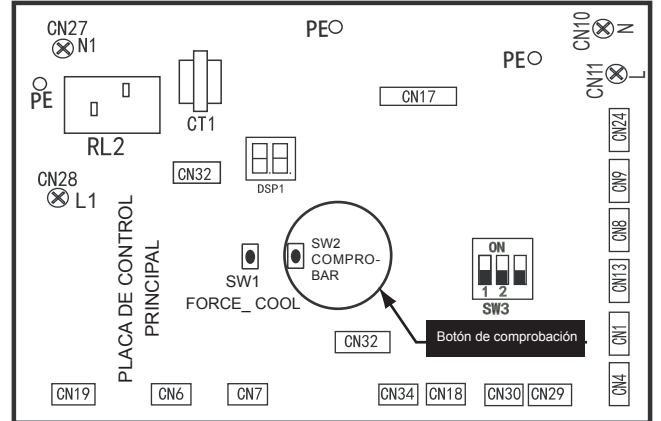 CN27
N1
PE
PE
PE
CN10
N
CN11
L
RL2
CT1
CN17
CN32
DSP1
CN28
L1
CN24
CN9
CN8
CN13
CN1
CN4
PLACA DE CONTROL
PRINCIPAL
SW1
FORCE_ COOL
SW2
COMPRO-
BAR
ON
1 2
SW3
Botón de comprobación
CN32
CN19
CN6
CN7
CN34
CN18
CN30
CN29